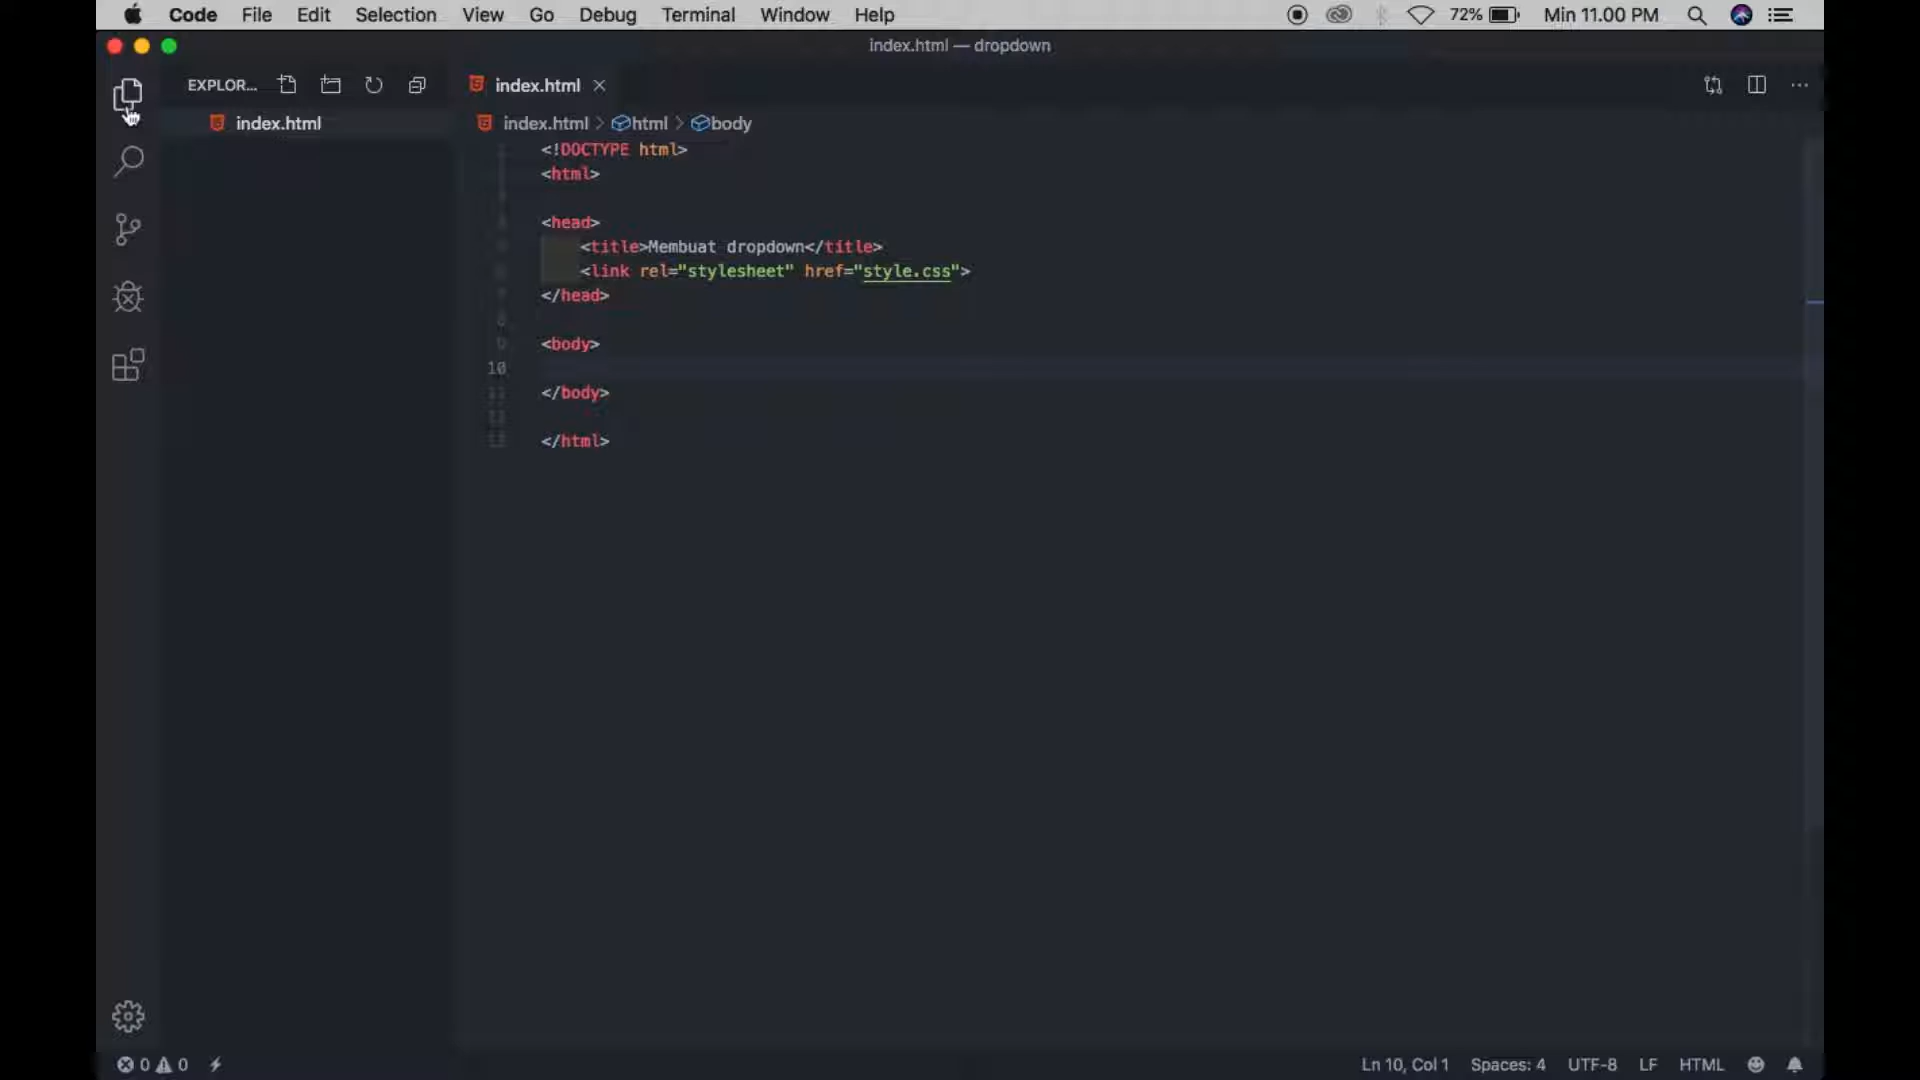 Code File Edit Selection View Go Debug Terminal Window Help 72% Min 11.00 PM
index.html — dropdown
EXPLOR... index.html
index.html
index.html > html > body
<!DOCTYPE html>
<html>
<head>
<title>Membuat dropdown</title>
<link rel="stylesheet" href="style.css">
</head>
<body>
10
</body>
</html>
0 0 Ln 10, Col 1 Spaces: 4 UTF-8 LF HTML